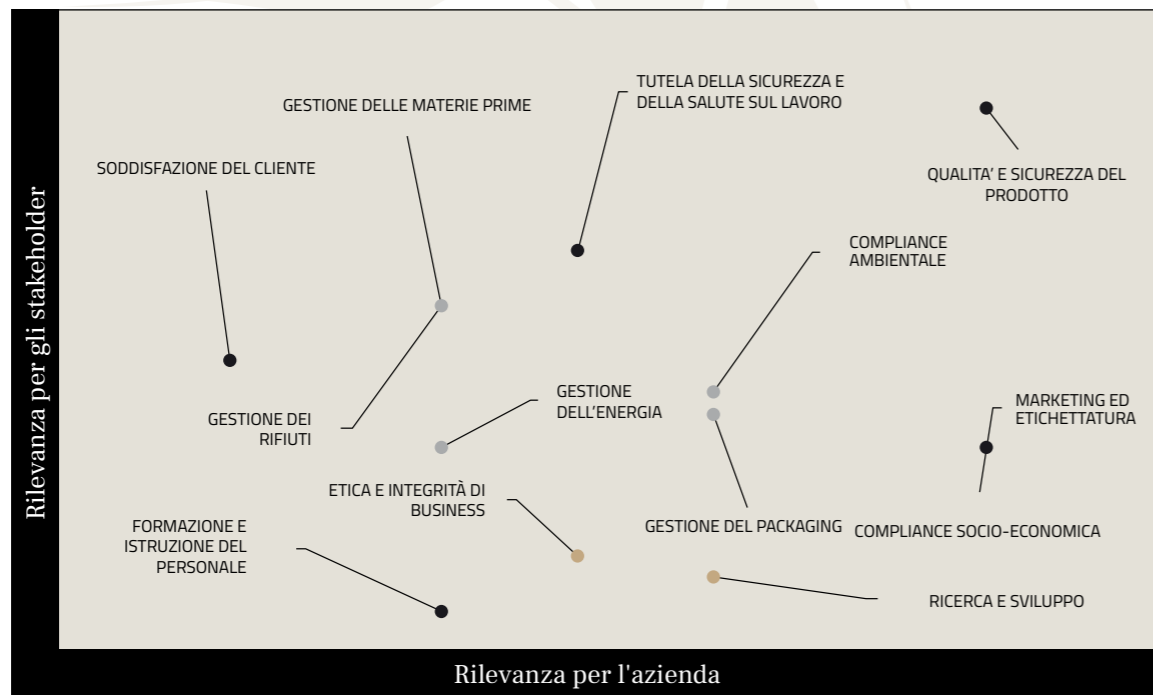 TUTELA DELLA SICUREZZA E
DELLA SALUTE SUL LAVORO
GESTIONE DELLE MATERIE PRIME
SODDISFAZIONE DEL CLIENTE
QUALITA' E SICUREZZA DEL
PRODOTTO
COMPLIANCE
AMBIENTALE
GESTIONE
DELL'ENERGIA
MARKETING ED
ETICHETTATURA
GESTIONE DEI
RIFIUTI
ETICA E INTEGRITÀ DI
BUSINESS
FORMAZIONE E
ISTRUZIONE DEL
PERSONALE
GESTIONE DEL PACKAGING
COMPLIANCE SOCIO-ECONOMICA
RICERCA E SVILUPPO
Rilevanza per gli stakeholder
Rilevanza per l'azienda